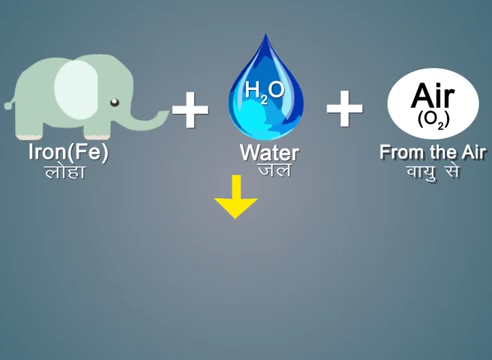 H₂O
Air
(O₂)
Iron(Fe)
लोहा
Water
जल
From the Air
वायु से